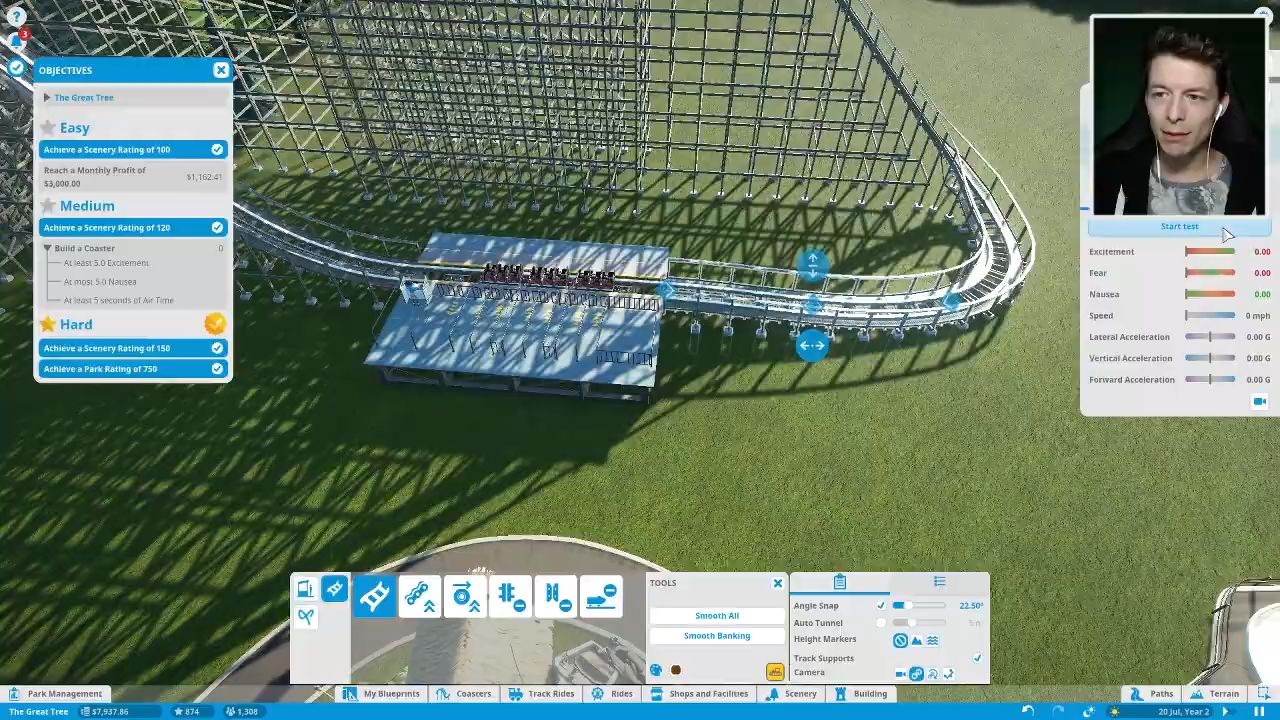 ?
3
OBJECTIVES
The Great Tree
Easy
Achieve a Scenery Rating of 100
Reach a Monthly Profit of
$3,000.00
$1,162.41
Medium
Achieve a Scenery Rating of 120
Build a Coaster 0
At least 5.0 Excitement
At most 5.0 Nausea
At least 5 seconds of Air Time
Hard
Achieve a Scenery Rating of 150
Achieve a Park Rating of 750
Start test
Excitement 0.00
Fear 0.00
Nausea 0.00
Speed 0 mph
Lateral Acceleration 0.00 G
Vertical Acceleration 0.00 G
Forward Acceleration 0.00 G
TOOLS
Smooth All
Smooth Banking
Angle Snap 22.50°
Auto Tunnel 5 n
Height Markers
Track Supports
Camera
Park Management
My Blueprints
Coasters
Track Rides
Rides
Shops and Facilities
Scenery
Building
Paths
Terrain
The Great Tree $7,937.86 874 1,308
20 Jul, Year 2